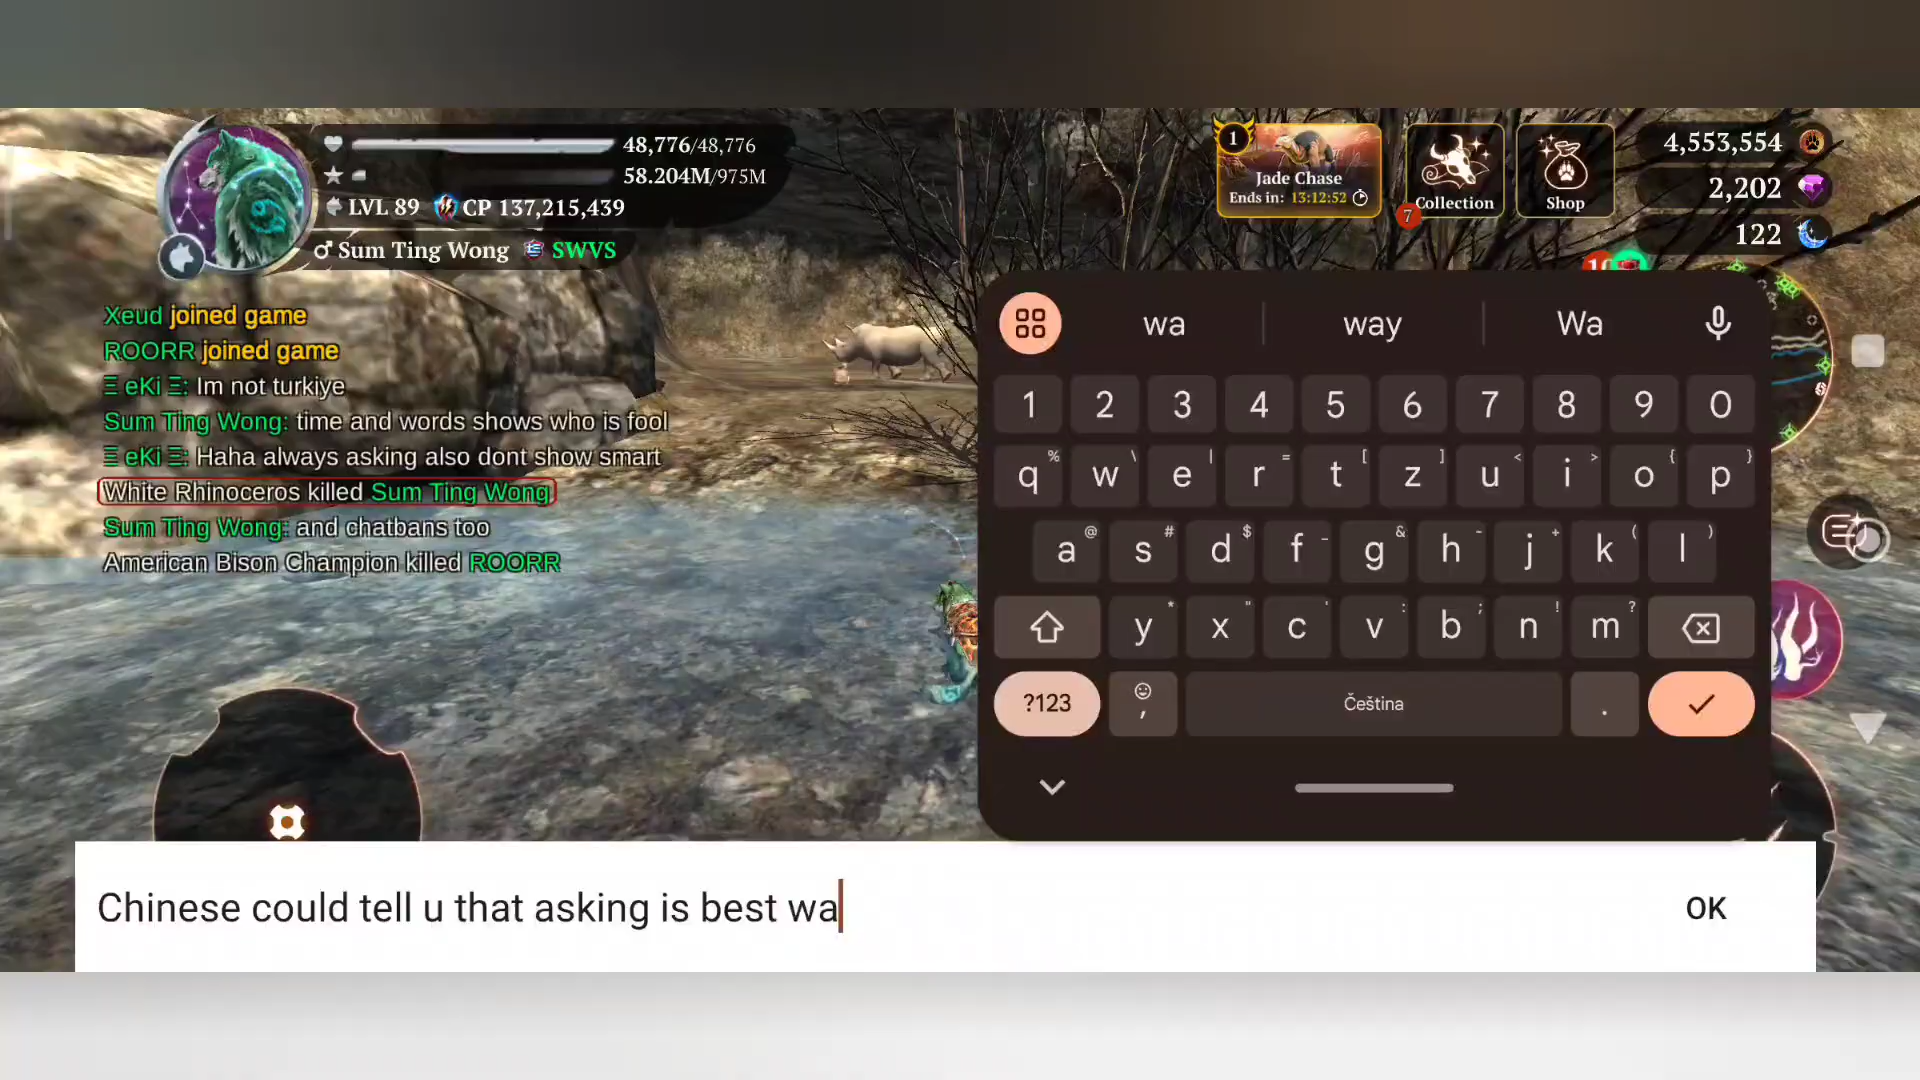 48,776/48,776
58.204M/975M
LVL 89 CP 137,215,439
♂ Sum Ting Wong SWVS
1
Jade Chase
Ends in: 13:12:52
7
Collection
Shop
4,553,554
2,202
122
Xeud joined game
ROORR joined game
Ξ eKi Ξ: Im not turkiye
Sum Ting Wong: time and words shows who is fool
Ξ eKi Ξ: Haha always asking also dont show smart
White Rhinoceros killed Sum Ting Wong
Sum Ting Wong: and chatbans too
American Bison Champion killed ROORR
wa way Wa
1 2 3 4 5 6 7 8 9 0
% \ | = [ ] < > { }
q w e r t z u i o p
@ # $ _ & - + ( )
a s d f g h j k l
* " ' : ; ! ?
y x c v b n m
?123 , Čeština .
Chinese could tell u that asking is best wa
OK